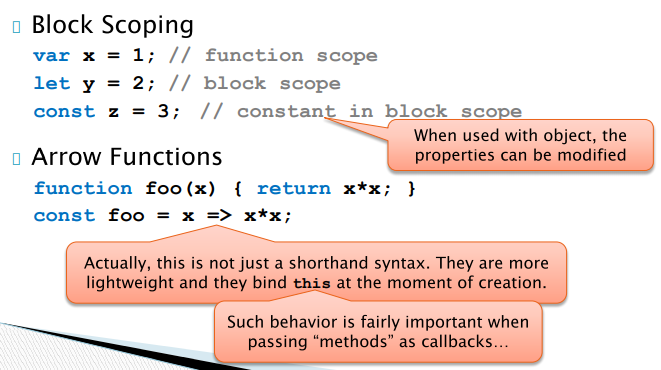 Block Scoping
var x = 1; // function scope
let y = 2; // block scope
const z = 3; // constant in block scope
When used with object, the
properties can be modified
Arrow Functions
function foo(x) { return x*x; }
const foo = x => x*x;
Actually, this is not just a shorthand syntax. They are more
lightweight and they bind this at the moment of creation.
Such behavior is fairly important when
passing “methods” as callbacks…